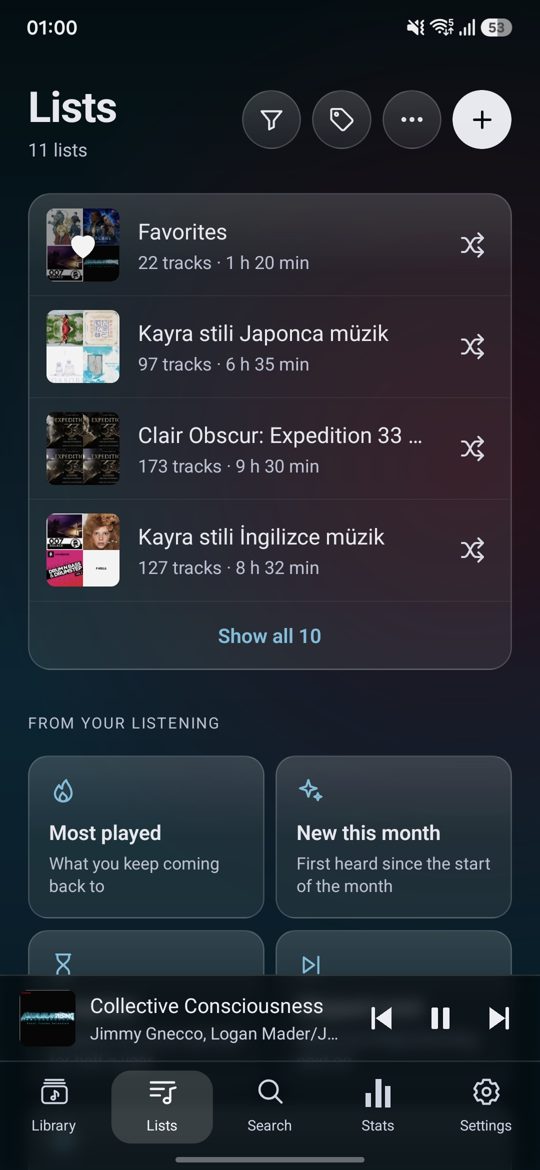 01:00
53
Lists
11 lists
Favorites
22 tracks · 1 h 20 min
Kayra stili Japonca müzik
97 tracks · 6 h 35 min
Clair Obscur: Expedition 33 ...
173 tracks · 9 h 30 min
Kayra stili İngilizce müzik
127 tracks · 8 h 32 min
Show all 10
FROM YOUR LISTENING
Most played
What you keep coming
back to
New this month
First heard since the start
of the month
Collective Consciousness
Jimmy Gnecco, Logan Mader/J...
Library
Lists
Search
Stats
Settings